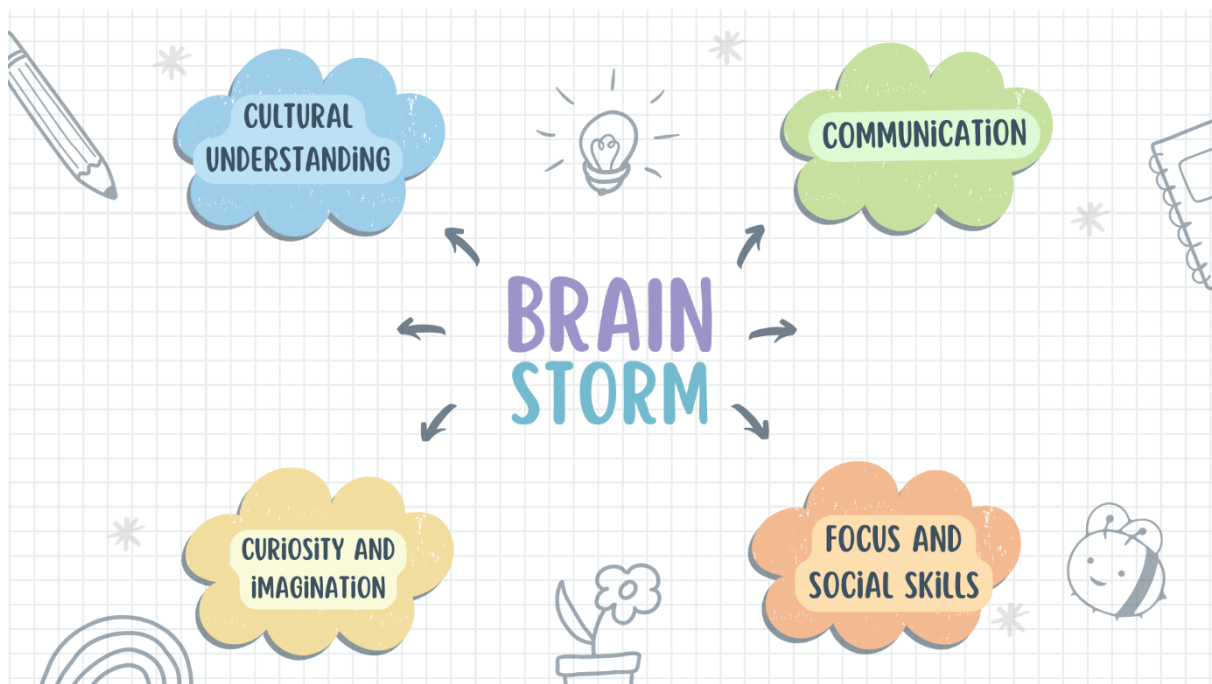 CULTURAL
UNDERSTANDING
COMMUNICATION
BRAIN
STORM
CURIOSITY AND
IMAGINATION
FOCUS AND
SOCIAL SKILLS